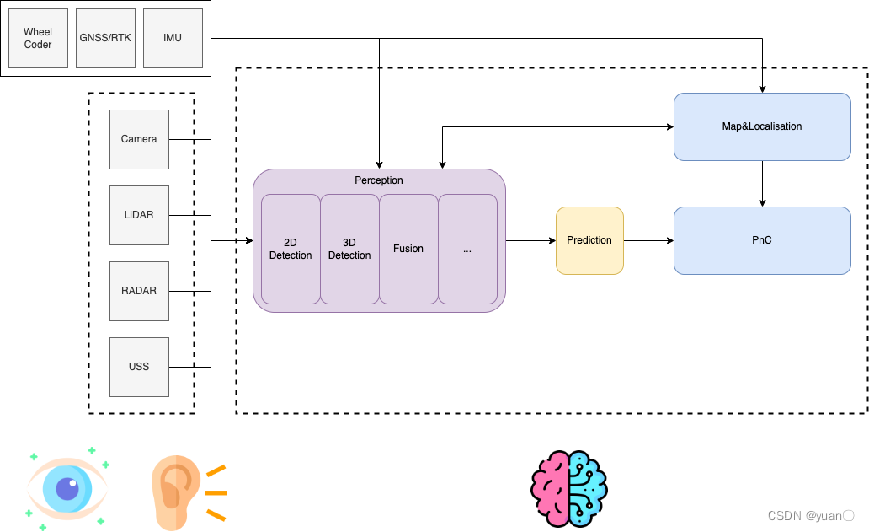 Wheel
Coder
GNSS/RTK
IMU
Camera
LIDAR
RADAR
USS
Perception
2D
Detection
3D
Detection
Fusion
...
Prediction
Map&Localisation
PnC
CSDN @yuan〇